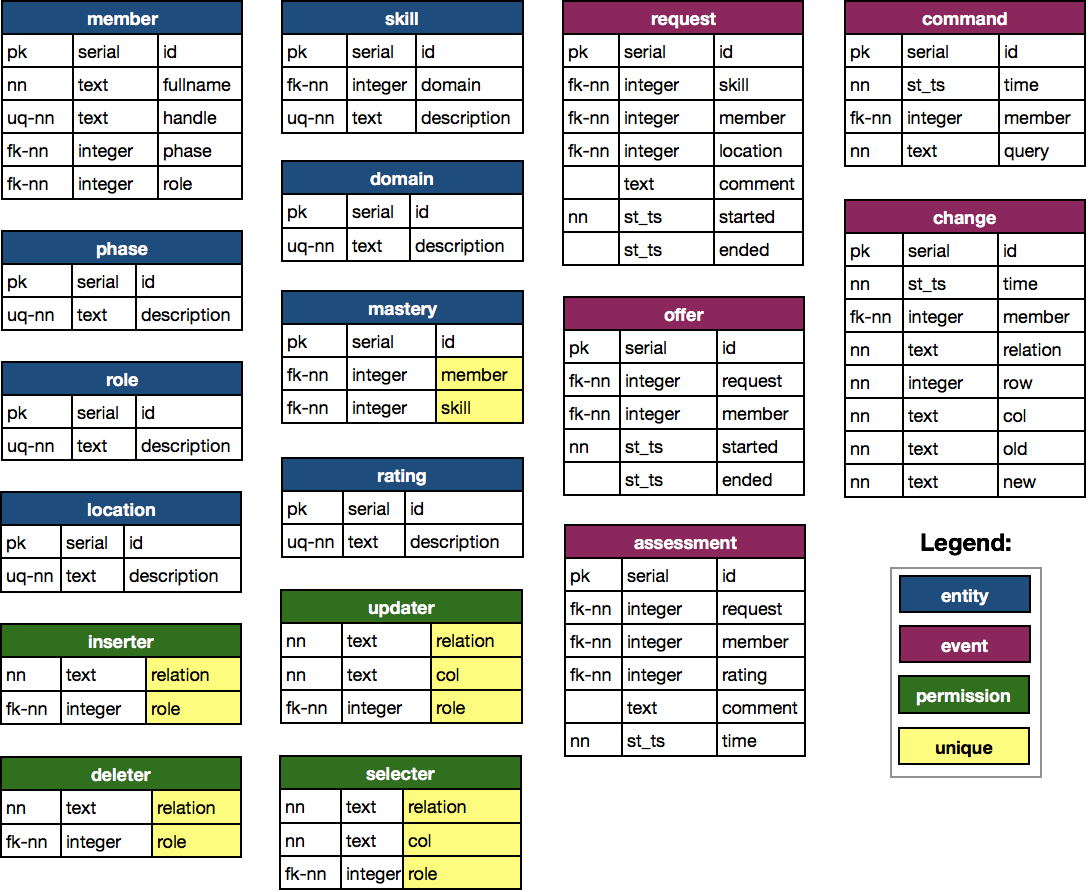 member
pk serial id
nn text fullname
uq-nn text handle
fk-nn integer phase
fk-nn integer role
phase
pk serial id
uq-nn text description
role
pk serial id
uq-nn text description
location
pk serial id
uq-nn text description
inserter
nn text relation
fk-nn integer role
deleter
nn text relation
fk-nn integer role
skill
pk serial id
fk-nn integer domain
uq-nn text description
domain
pk serial id
uq-nn text description
mastery
pk serial id
fk-nn integer member
fk-nn integer skill
rating
pk serial id
uq-nn text description
updater
nn text relation
nn text col
fk-nn integer role
selecter
nn text relation
nn text col
fk-nn integer role
request
pk serial id
fk-nn integer skill
fk-nn integer member
fk-nn integer location
text comment
nn st_ts started
st_ts ended
offer
pk serial id
fk-nn integer request
fk-nn integer member
nn st_ts started
st_ts ended
assessment
pk serial id
fk-nn integer request
fk-nn integer member
fk-nn integer rating
text comment
nn st_ts time
command
pk serial id
nn st_ts time
fk-nn integer member
nn text query
change
pk serial id
nn st_ts time
fk-nn integer member
nn text relation
nn integer row
nn text col
nn text old
nn text new
Legend:
entity
event
permission
unique